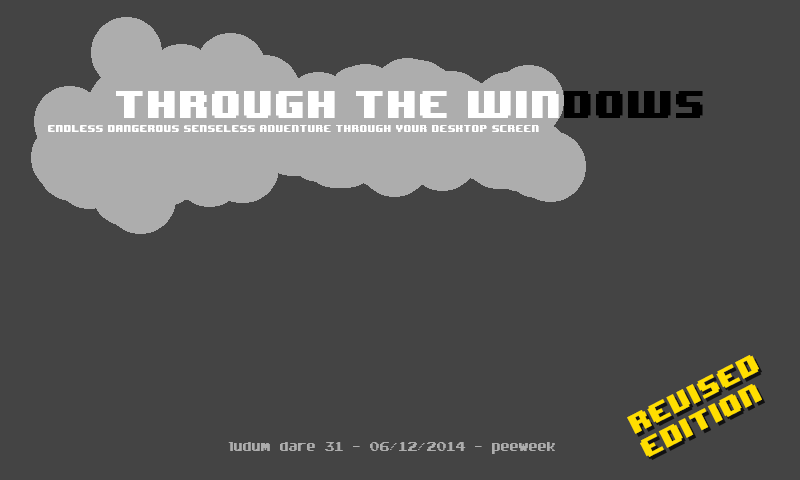 THROUGH THE WINDOWS
ENDLESS DANGEROUS SENSELESS ADVENTURE THROUGH YOUR DESKTOP SCREEN
REVISED
EDITION
ludum dare 31 - 06/12/2014 - peeweek